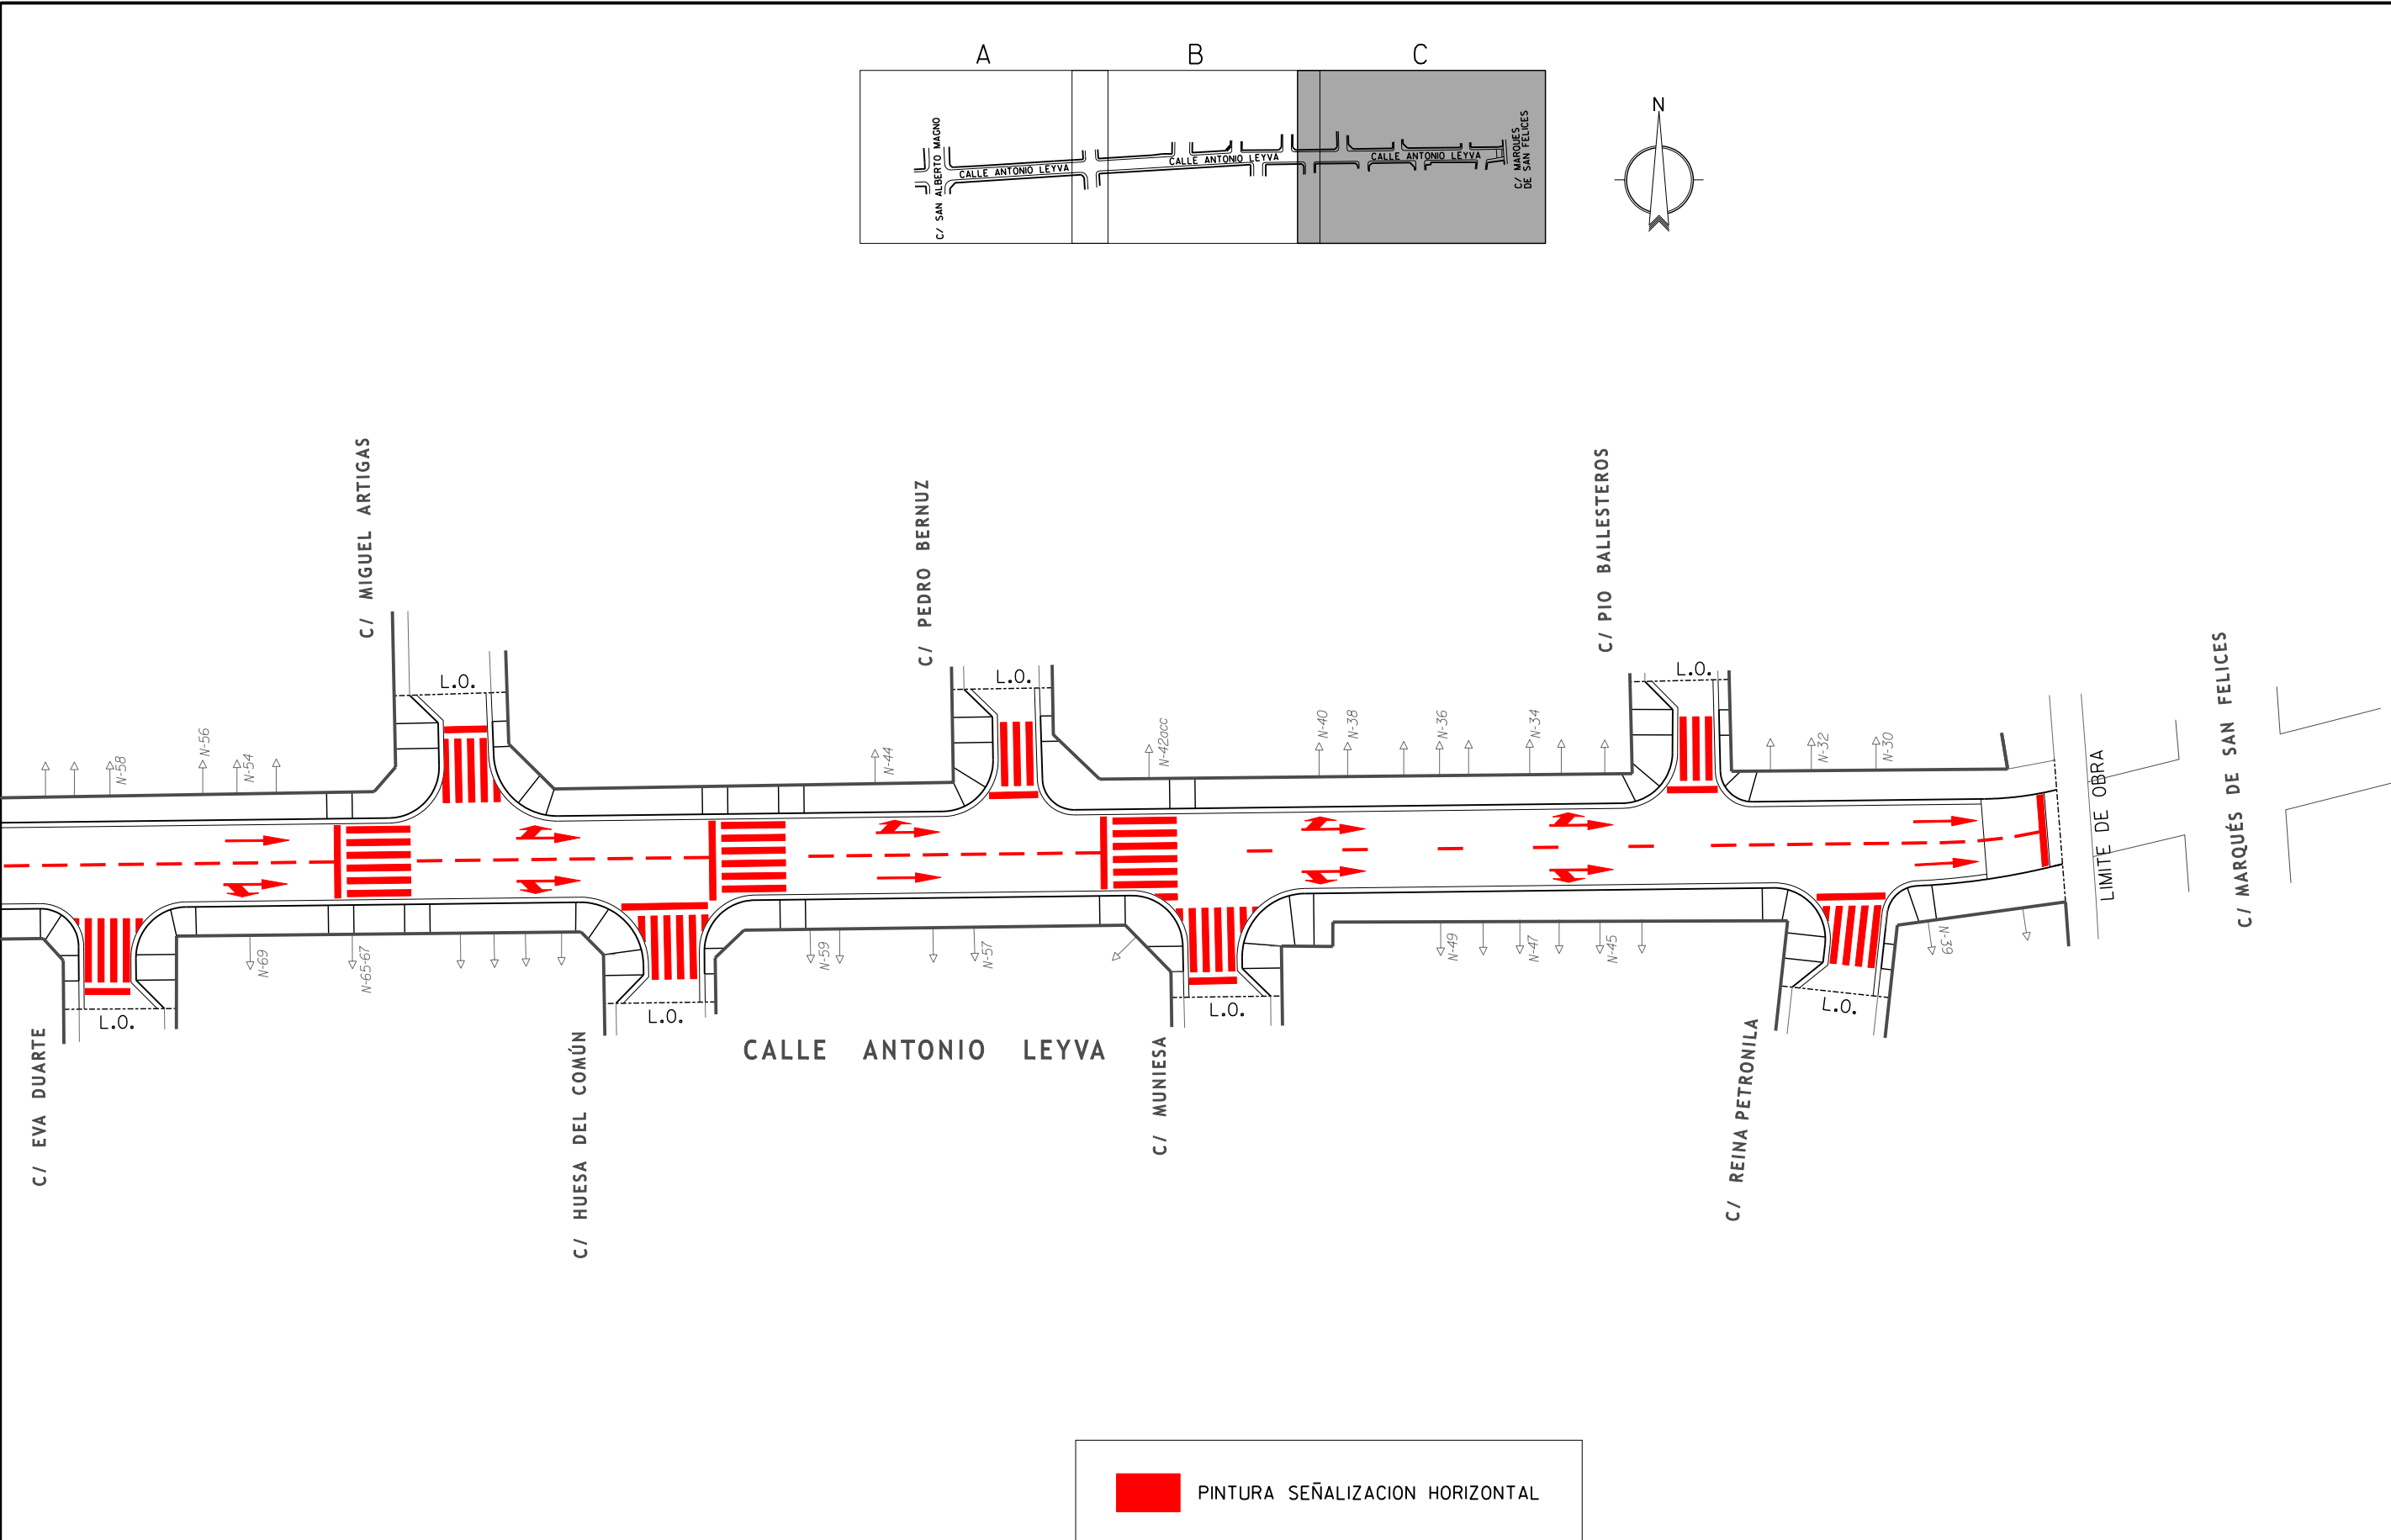 A
B
C
C/ SAN ALBERTO MAGNO
CALLE ANTONIO LEYVA
CALLE ANTONIO LEYVA
CALLE ANTONIO LEYVA
C/ MARQUES
DE SAN FELICES
N
C/ MIGUEL ARTIGAS
C/ PEDRO BERNUZ
C/ PIO BALLESTEROS
C/ MARQUÉS DE SAN FELICES
L.O.
L.O.
L.O.
N-58
N-56
N-54
N-44
N-42acc
N-40
N-38
N-36
N-34
N-32
N-30
LIMITE DE OBRA
N-69
N-65-67
N-59
N-57
N-49
N-47
N-45
N-39
L.O.
L.O.
L.O.
L.O.
C/ EVA DUARTE
C/ HUESA DEL COMÚN
CALLE ANTONIO LEYVA
C/ MUNIESA
C/ REINA PETRONILA
PINTURA SEÑALIZACION HORIZONTAL